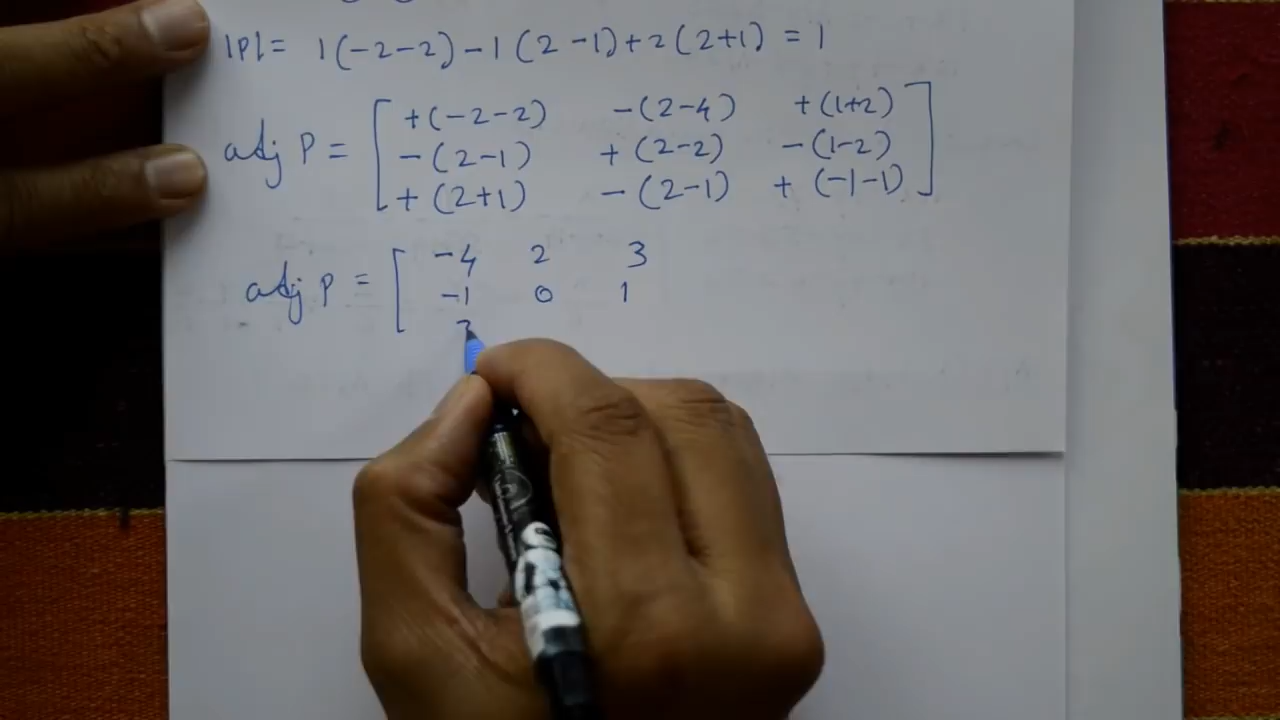 |P| = 1(-2-2)-1(2-1)+2(2+1) = 1
adj P = [ +(-2-2) -(2-4) +(1+2)
-(2-1) +(2-2) -(1-2)
+(2+1) -(2-1) +(-1-1) ]
adj P = [ -4 2 3
-1 0 1
3